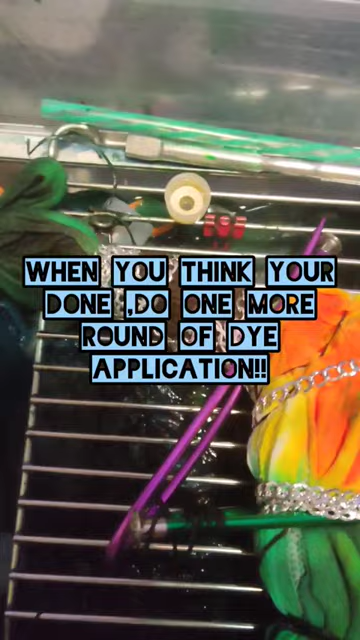 WHEN YOU THINK YOUR
DONE ,DO ONE MORE
ROUND OF DYE
APPLICATION!!